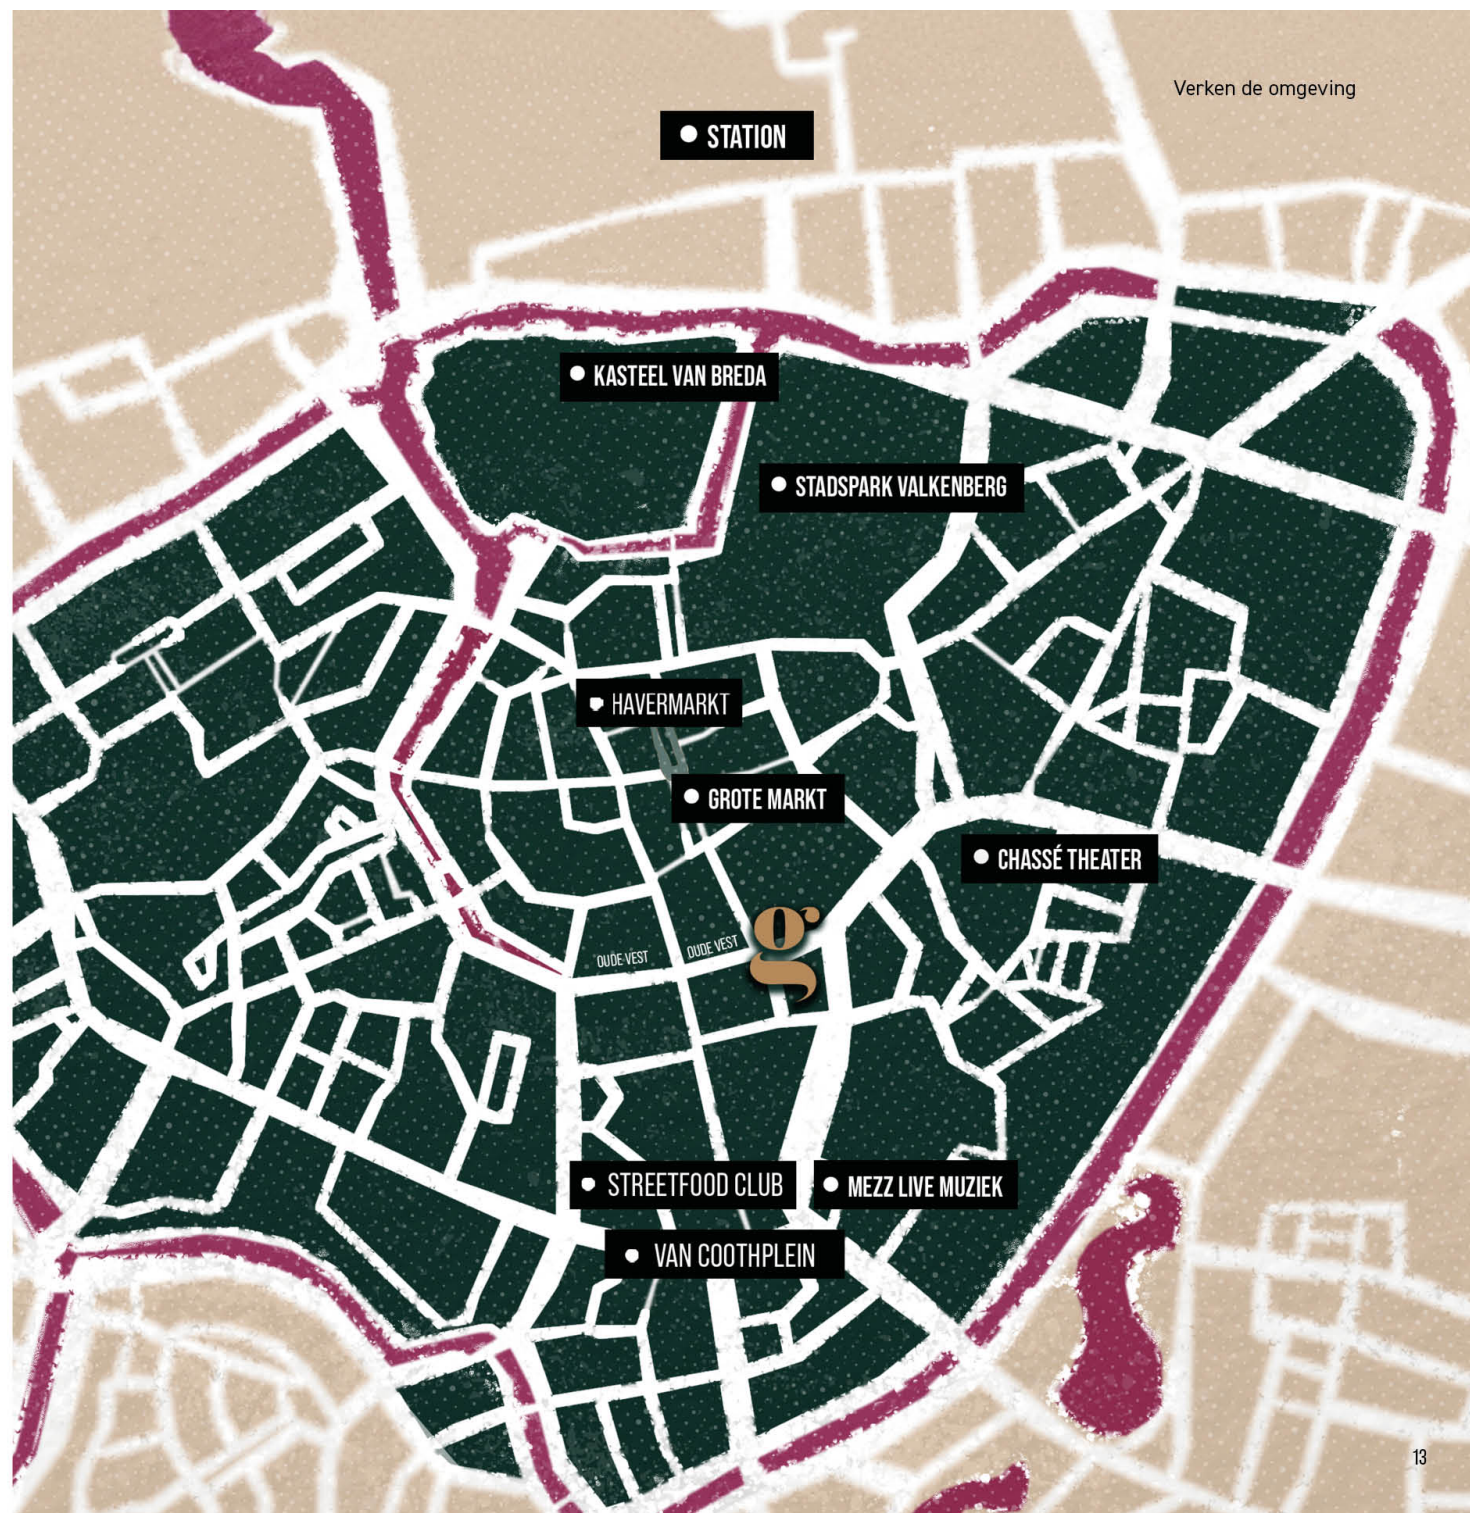 Verken de omgeving
STATION
KASTEEL VAN BREDA
STADSPARK VALKENBERG
HAVERMARKT
GROTE MARKT
CHASSÉ THEATER
g
OUDE VEST
OUDE VEST
STREETFOOD CLUB
MEZZ LIVE MUZIEK
VAN COOTHPLEIN
13